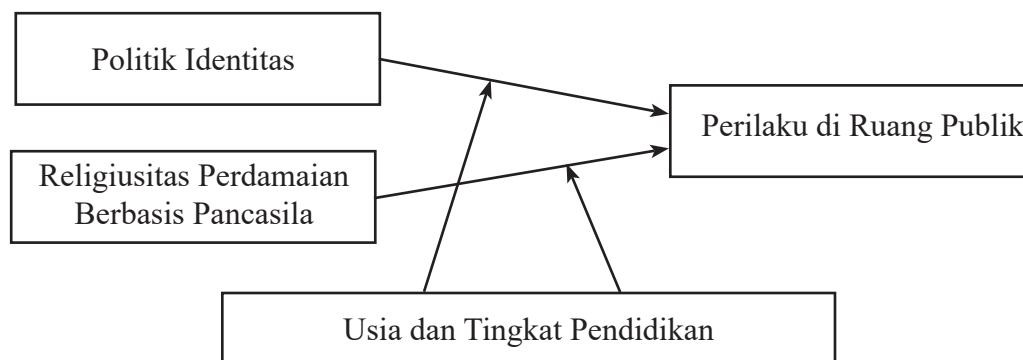 Politik Identitas
Perilaku di Ruang Publik
Religiusitas Perdamaian
Berbasis Pancasila
Usia dan Tingkat Pendidikan